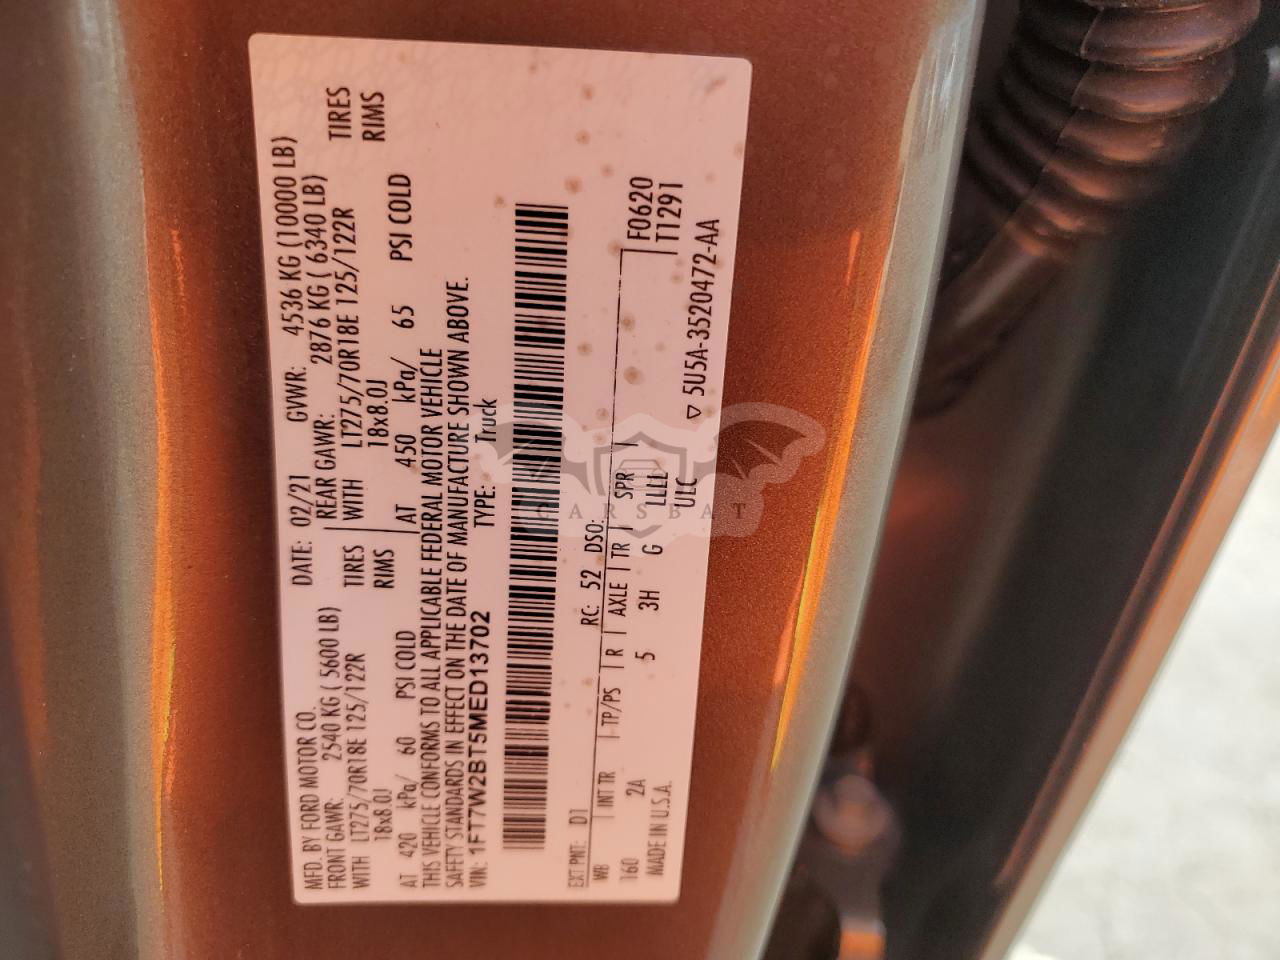 MFD. BY FORD MOTOR CO.
DATE: 02/21 GVWR: 4536 KG (10000 LB)
FRONT GAWR: 2540 KG ( 5600 LB)
REAR GAWR: 2876 KG ( 6340 LB)
WITH LT275/70R18E 125/122R TIRES
WITH LT275/70R18E 125/122R TIRES
18x8.0J RIMS
18x8.0J RIMS
AT 420 kPa/ 60 PSI COLD
AT 450 kPa/ 65 PSI COLD
THIS VEHICLE CONFORMS TO ALL APPLICABLE FEDERAL MOTOR VEHICLE
SAFETY STANDARDS IN EFFECT ON THE DATE OF MANUFACTURE SHOWN ABOVE.
VIN: 1FT7W2BT5MED13702 TYPE: Truck
EXT PNT: D1 RC: 52 DSO:
WB INT TR TP/PS R AXLE TR SPR F0620
160 2A 5 3H G LLLL T1291
MADE IN U.S.A. ULC
▽ 5U5A-3520472-AA
CARSBAT